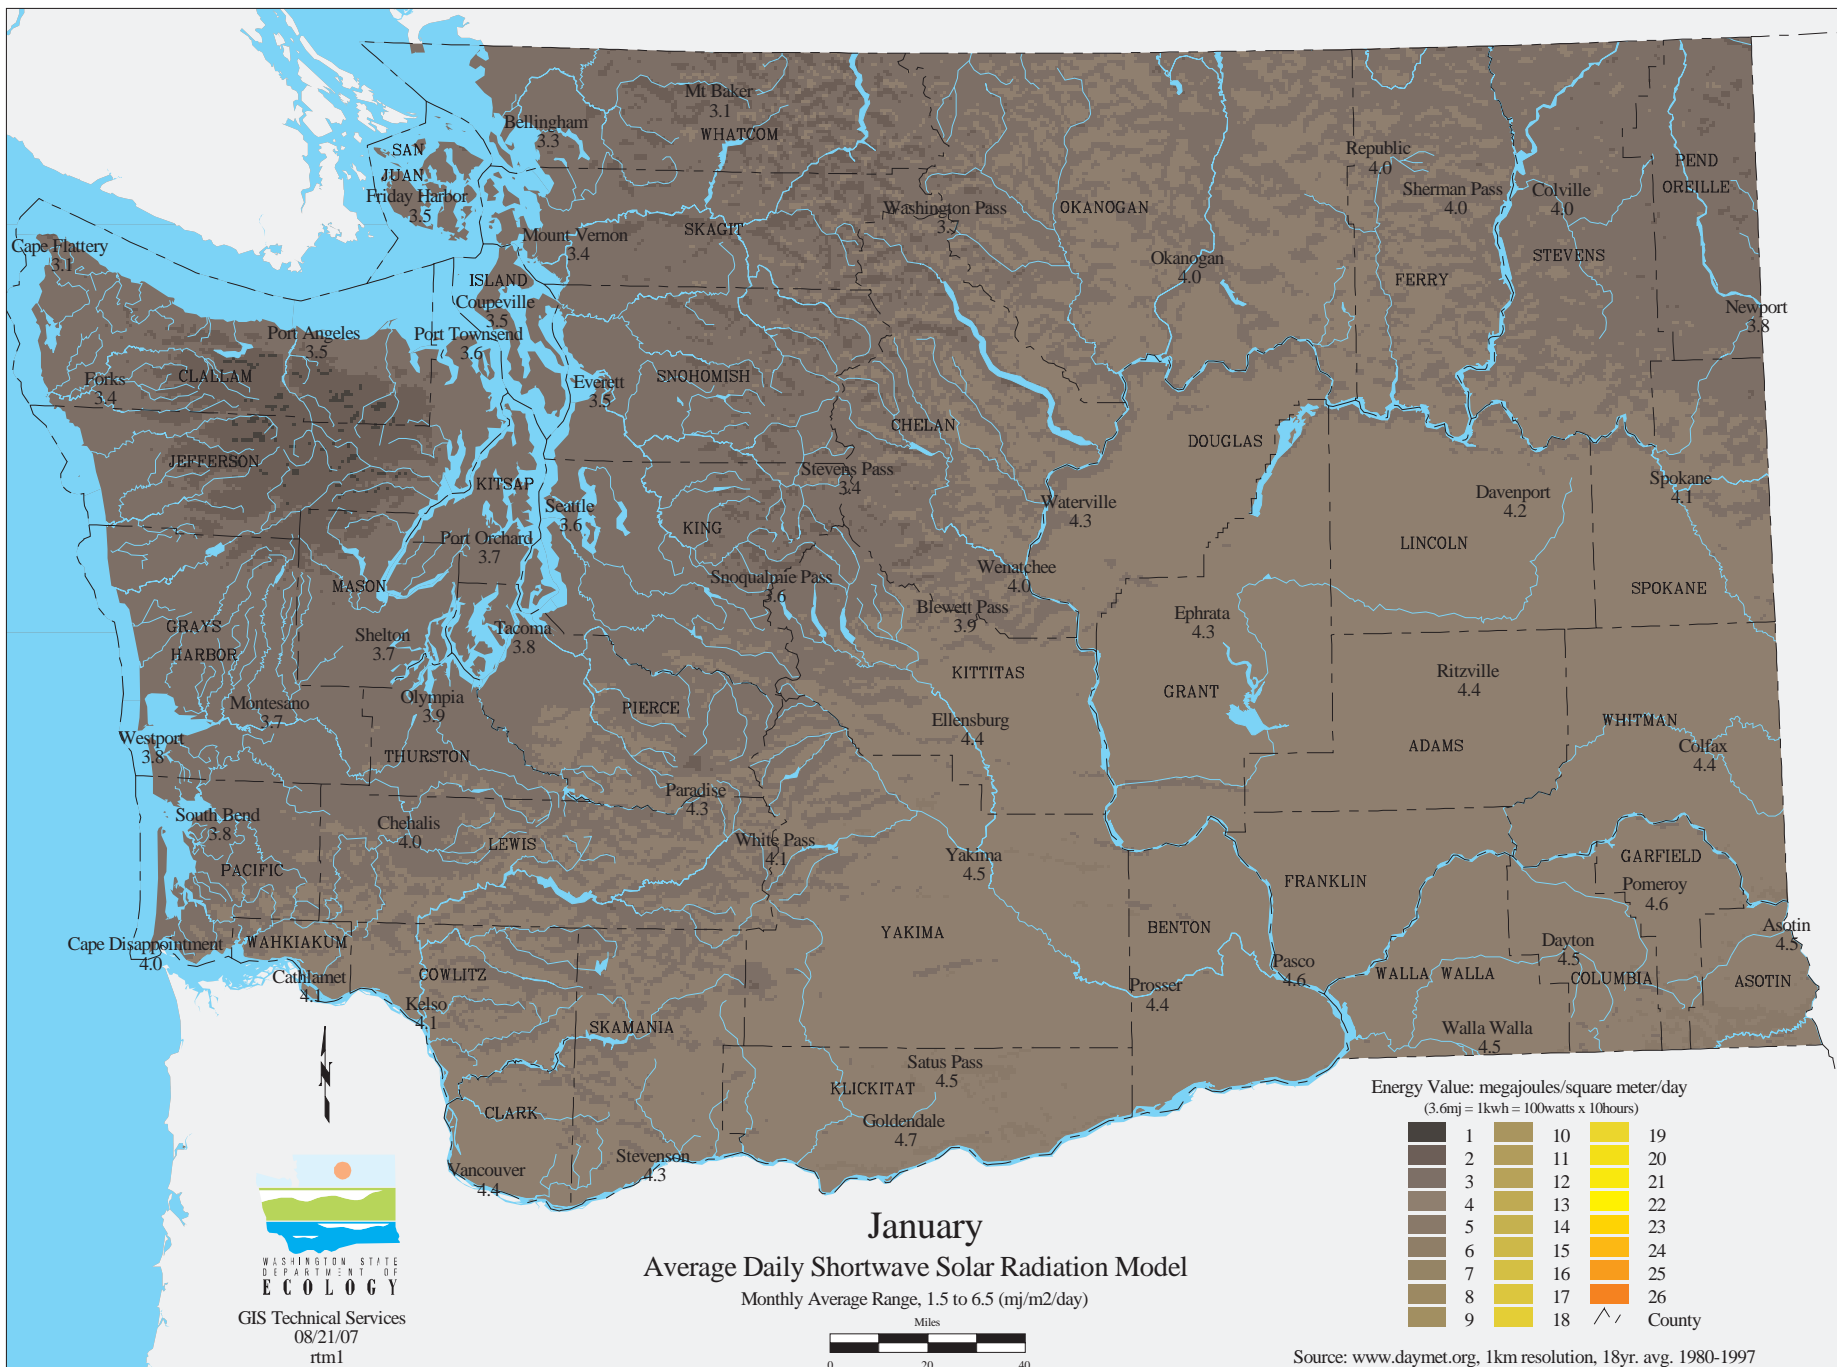 Mt Baker
3.1
WHATCOM
Bellingham
3.3
SAN
JUAN
Friday Harbor
3.5
Republic
4.0
PEND
OREILLE
Sherman Pass
4.0
Colville
4.0
Washington Pass
3.7
OKANOGAN
SKAGIT
Mount Vernon
3.4
Cape Flattery
3.1
ISLAND
Coupeville
3.5
Okanogan
4.0
STEVENS
FERRY
Newport
3.8
Port Angeles
3.5
Port Townsend
3.6
Forks
3.4
CLALLAM
Everett
3.5
SNOHOMISH
CHELAN
DOUGLAS
JEFFERSON
KITSAP
Stevens Pass
3.4
Seattle
3.6
KING
Waterville
4.3
Davenport
4.2
Spokane
4.1
Port Orchard
3.7
LINCOLN
MASON
Snoqualmie Pass
3.6
Wenatchee
4.0
SPOKANE
Blewett Pass
3.9
Ephrata
4.3
GRAYS
HARBOR
Shelton
3.7
Tacoma
3.8
KITTITAS
Ritzville
4.4
GRANT
Montesano
3.7
Olympia
3.9
PIERCE
Ellensburg
4.4
WHITMAN
Westport
3.8
THURSTON
ADAMS
Colfax
4.4
Paradise
4.3
South Bend
3.8
Chehalis
4.0
LEWIS
White Pass
4.1
Yakima
4.5
GARFIELD
PACIFIC
FRANKLIN
Pomeroy
4.6
Cape Disappointment
4.0
WAHKIAKUM
YAKIMA
BENTON
Asotin
4.5
Dayton
4.5
Cathlamet
4.1
COWLITZ
Pasco
4.6
WALLA WALLA
COLUMBIA
ASOTIN
Kelso
4.1
Prosser
4.4
SKAMANIA
Walla Walla
4.5
N
Satus Pass
4.5
KLICKITAT
CLARK
Goldendale
4.7
Vancouver
4.4
Stevenson
4.3
Energy Value: megajoules/square meter/day
(3.6mj = 1kwh = 100watts x 10hours)
1 10 19
2 11 20
3 12 21
4 13 22
5 14 23
6 15 24
7 16 25
8 17 26
9 18 County
WASHINGTON STATE
DEPARTMENT OF
ECOLOGY
GIS Technical Services
08/21/07
rtm1
January
Average Daily Shortwave Solar Radiation Model
Monthly Average Range, 1.5 to 6.5 (mj/m2/day)
Miles
0 20 40
Source: www.daymet.org, 1km resolution, 18yr. avg. 1980-1997